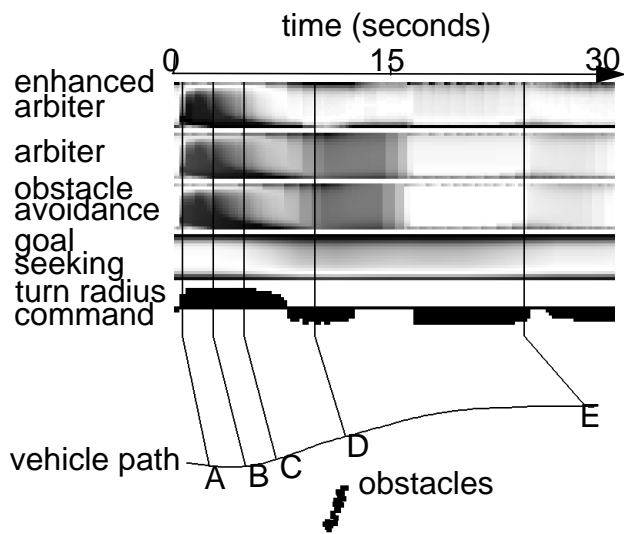 time (seconds)
0 15 30
enhanced
arbiter
arbiter
obstacle
avoidance
goal
seeking
turn radius
command
E
D
vehicle path
A B C
obstacles